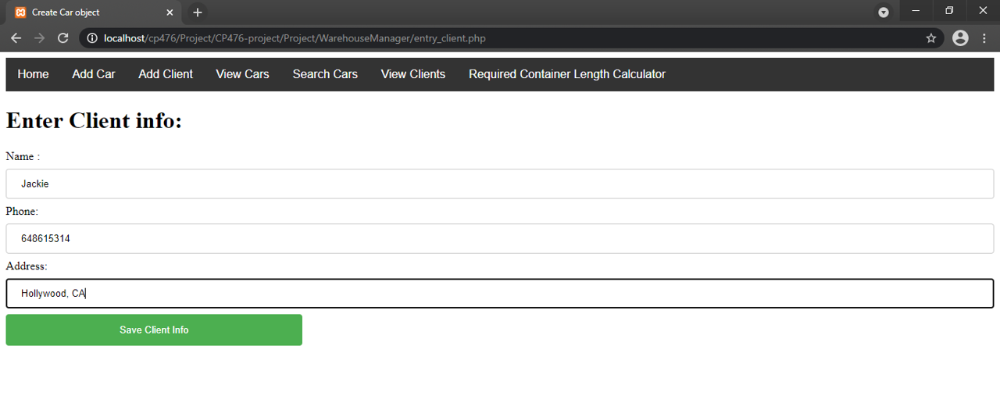 Create Car object
localhost/cp476/Project/CP476-project/Project/WarehouseManager/entry_client.php
Home Add Car Add Client View Cars Search Cars View Clients Required Container Length Calculator
Enter Client info:
Name :
Jackie
Phone:
648615314
Address:
Hollywood, CA
Save Client Info